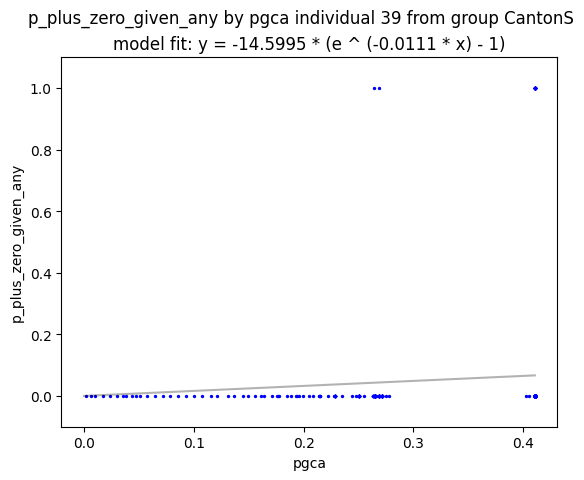 p_plus_zero_given_any by pgca individual 39 from group CantonS
model fit: y = -14.5995 * (e ^ (-0.0111 * x) - 1)
1.0
0.8
0.6
0.4
0.2
0.0
p_plus_zero_given_any
0.0 0.1 0.2 0.3 0.4
pgca